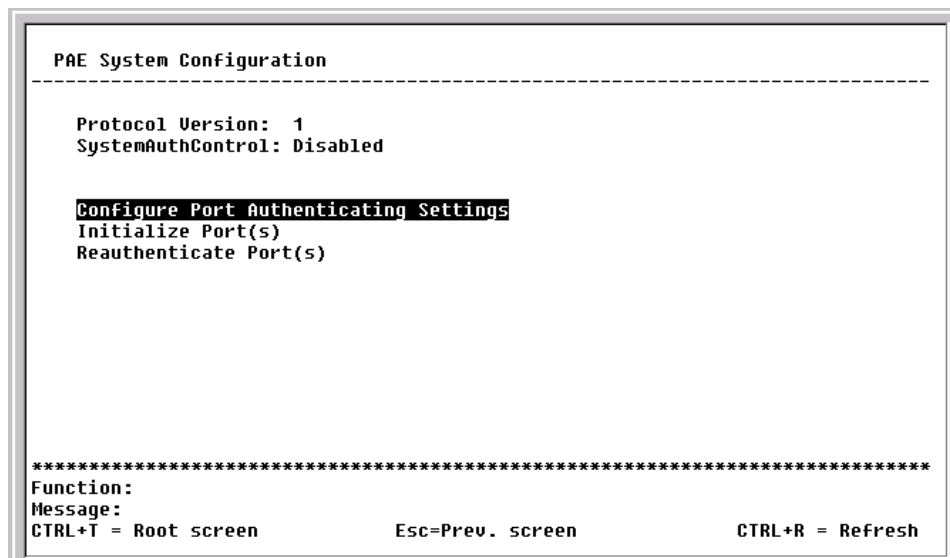 PAE System Configuration
--------------------------------------------------------------------------------
Protocol Version: 1
SystemAuthControl: Disabled
Configure Port Authenticating Settings
Initialize Port(s)
Reauthenticate Port(s)
********************************************************************************
Function:
Message:
CTRL+T = Root screen Esc=Prev. screen CTRL+R = Refresh